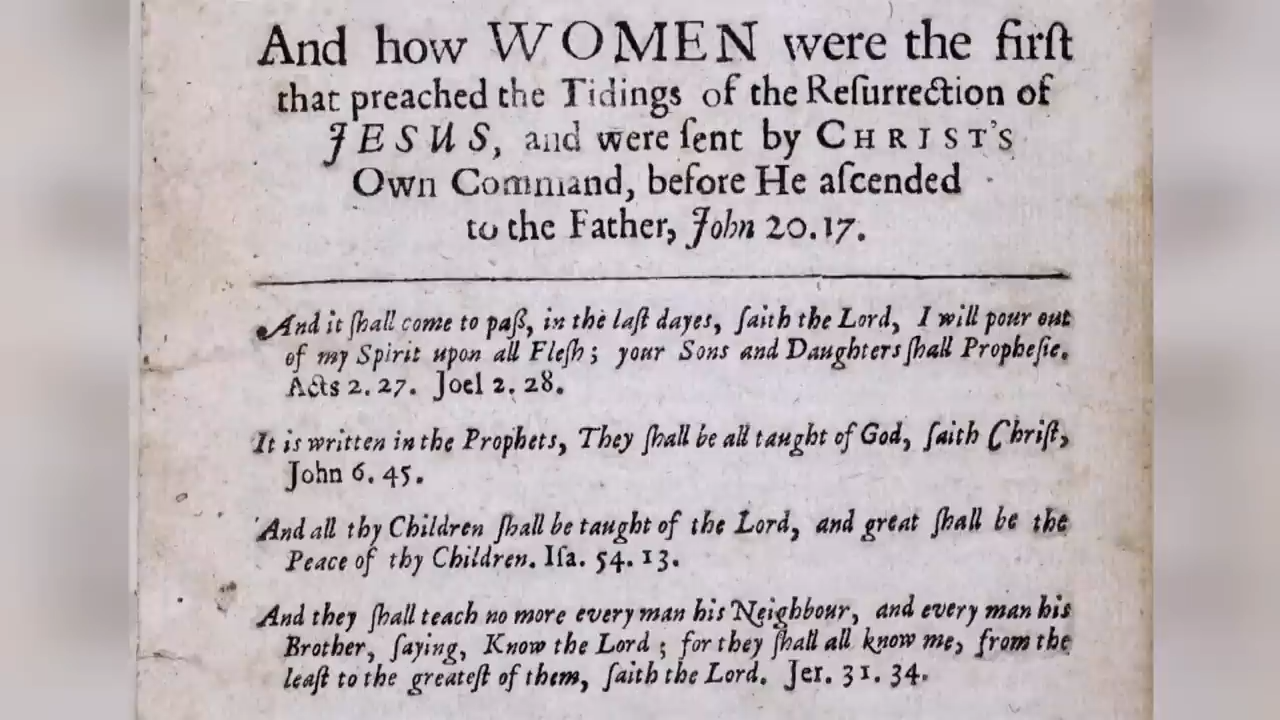 And how WOMEN were the firſt
that preached the Tidings of the Reſurrection of
JESUS, and were ſent by CHRIST'S
Own Command, before He aſcended
to the Father, John 20.17.
And it ſhall come to paß, in the laſt dayes, ſaith the Lord, I will pour out
of my Spirit upon all Fleſh; your Sons and Daughters ſhall Propheſie.
Acts 2. 27. Joel 2. 28.
It is written in the Prophets, They ſhall be all taught of God, ſaith Chriſt,
John 6. 45.
And all thy Children ſhall be taught of the Lord, and great ſhall be the
Peace of thy Children. Iſa. 54. 13.
And they ſhall teach no more every man his Neighbour, and every man his
Brother, ſaying, Know the Lord; for they ſhall all know me, from the
leaſt to the greateſt of them, ſaith the Lord. Jer. 31. 34.